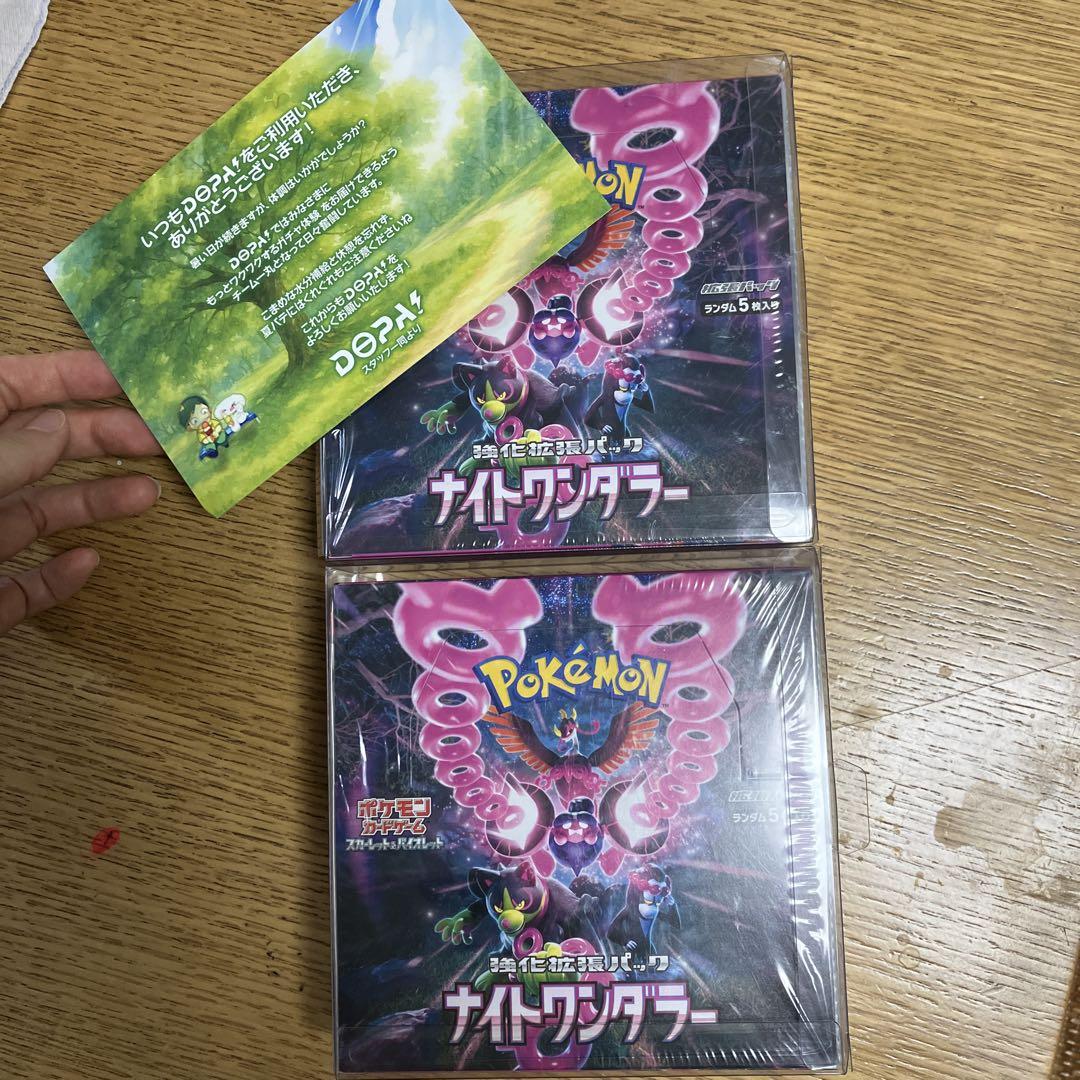 いつもDOPA!をご利用いただき、
ありがとうございます!
暑い日が続きますが、体調はいかがでしょうか?
DOPA!ではみなさまに
もっとワクワクするガチャ体験をお届けできるよう
チーム一丸となって日々奮闘しています。
こまめな水分補給と休憩を忘れず、
夏バテにはくれぐれもご注意くださいね
これからもDOPA!を
よろしくお願いいたします!
DOPA!
スタッフ一同より
MON
拡張パック
ランダム5枚入り
強化拡張パック
ナイトワンダラー
POKéMON
TM
ポケモン
カードゲーム
スカーレット&バイオレット
拡張
ランダム5
強化拡張パック
ナイトワンダラー